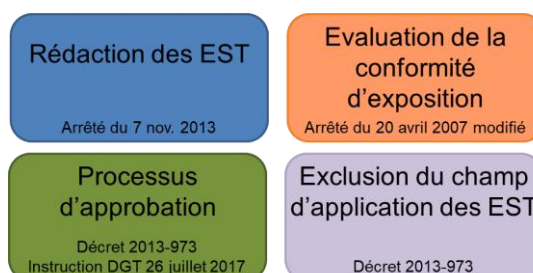 Rédaction des EST
Arrêté du 7 nov. 2013
Evaluation de la
conformité
d'exposition
Arrêté du 20 avril 2007 modifié
Processus
d'approbation
Décret 2013-973
Instruction DGT 26 juillet 2017
Exclusion du champ
d'application des EST
Décret 2013-973